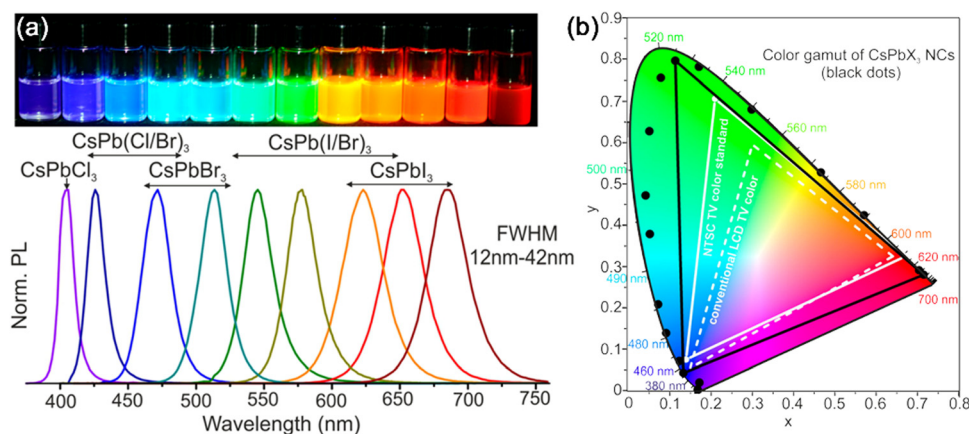 (a)
CsPb(Cl/Br)₃
CsPb(I/Br)₃
CsPbCl₃
CsPbBr₃
CsPbI₃
FWHM
12nm-42nm
Norm. PL
400 450 500 550 600 650 700 750
Wavelength (nm)
(b)
Color gamut of CsPbX₃ NCs
(black dots)
520 nm
540 nm
560 nm
580 nm
600 nm
620 nm
700 nm
500 nm
490 nm
480 nm
460 nm
380 nm
NTSC TV color standard
conventional LCD TV color
y
0.9
0.8
0.7
0.6
0.5
0.4
0.3
0.2
0.1
0
0 0.1 0.2 0.3 0.4 0.5 0.6 0.7 0.8
x